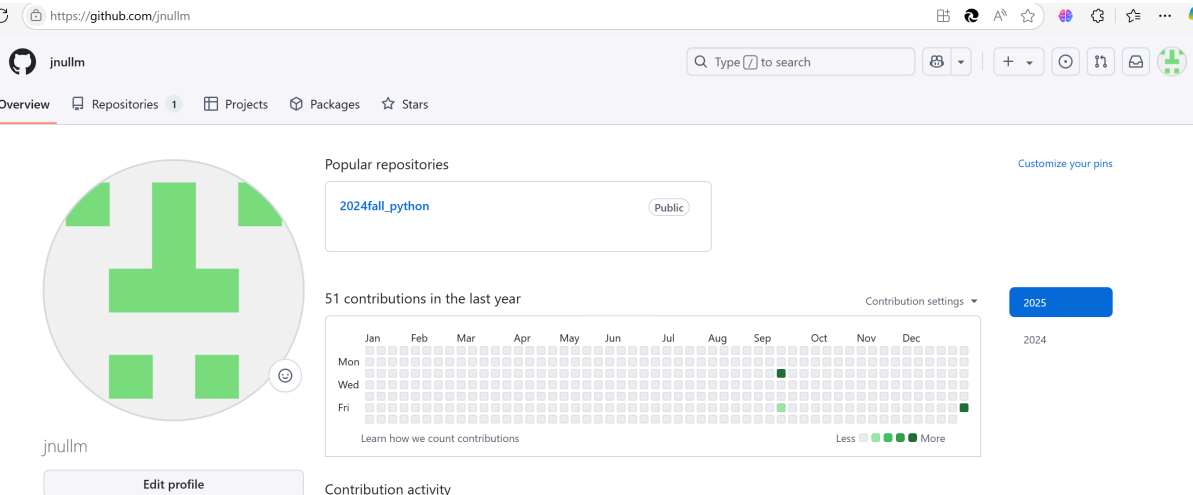 https://github.com/jnullm
jnullm
Type / to search
Overview
Repositories 1
Projects
Packages
Stars
Popular repositories
Customize your pins
2024fall_python
Public
51 contributions in the last year
Contribution settings
2025
2024
Jan Feb Mar Apr May Jun Jul Aug Sep Oct Nov Dec
Mon
Wed
Fri
Learn how we count contributions
Less
More
jnullm
Edit profile
Contribution activity